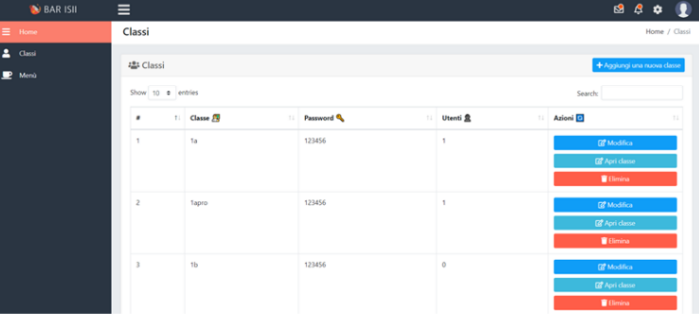 BAR ISII
Home
Classi
Menù
Classi
Home / Classi
Classi
Aggiungi una nuova classe
Show 10 entries
Search:
# Classe Password Utenti Azioni
1 1a 123456 1
Modifica
Apri classe
Elimina
2 1apro 123456 1
Modifica
Apri classe
Elimina
3 1b 123456 0
Modifica
Apri classe
Elimina